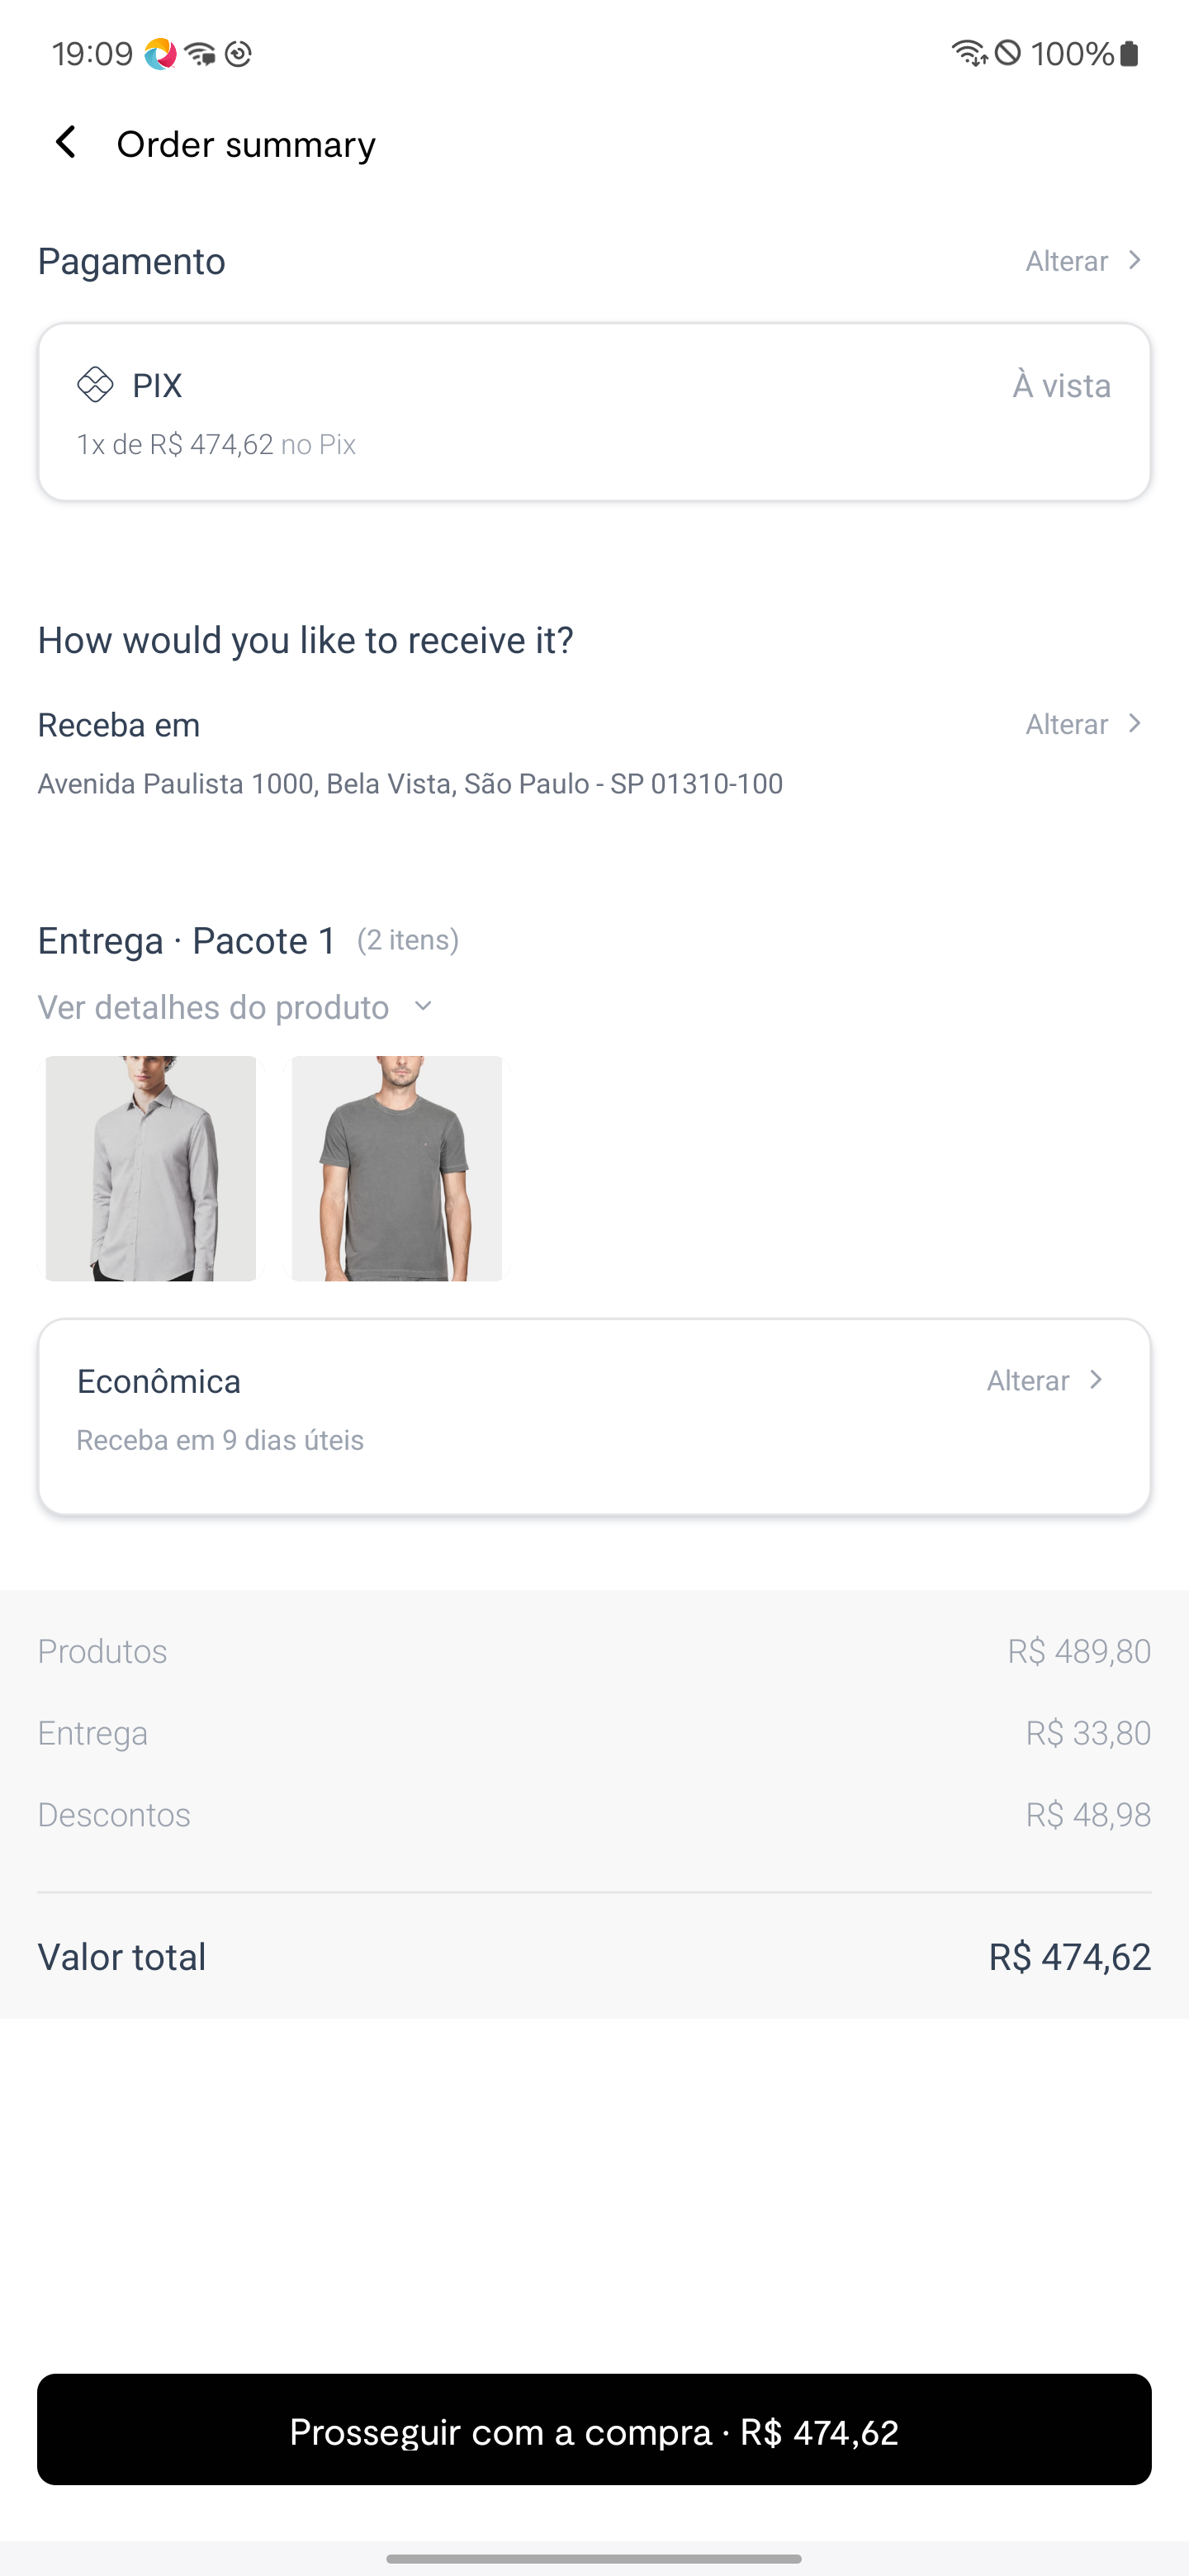 19:09
100%
Order summary
Pagamento
Alterar
PIX
À vista
1x de R$ 474,62 no Pix
How would you like to receive it?
Receba em
Alterar
Avenida Paulista 1000, Bela Vista, São Paulo - SP 01310-100
Entrega · Pacote 1 (2 itens)
Ver detalhes do produto
Econômica
Alterar
Receba em 9 dias úteis
Produtos
R$ 489,80
Entrega
R$ 33,80
Descontos
R$ 48,98
Valor total
R$ 474,62
Prosseguir com a compra · R$ 474,62